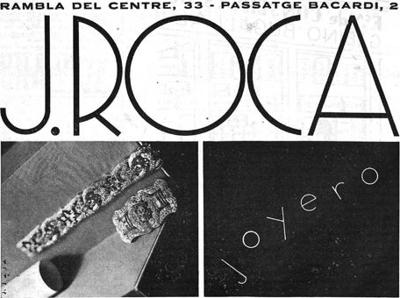 RAMBLA DEL CENTRE, 33 - PASSATGE BACARDI, 2
J. ROCA
joyero